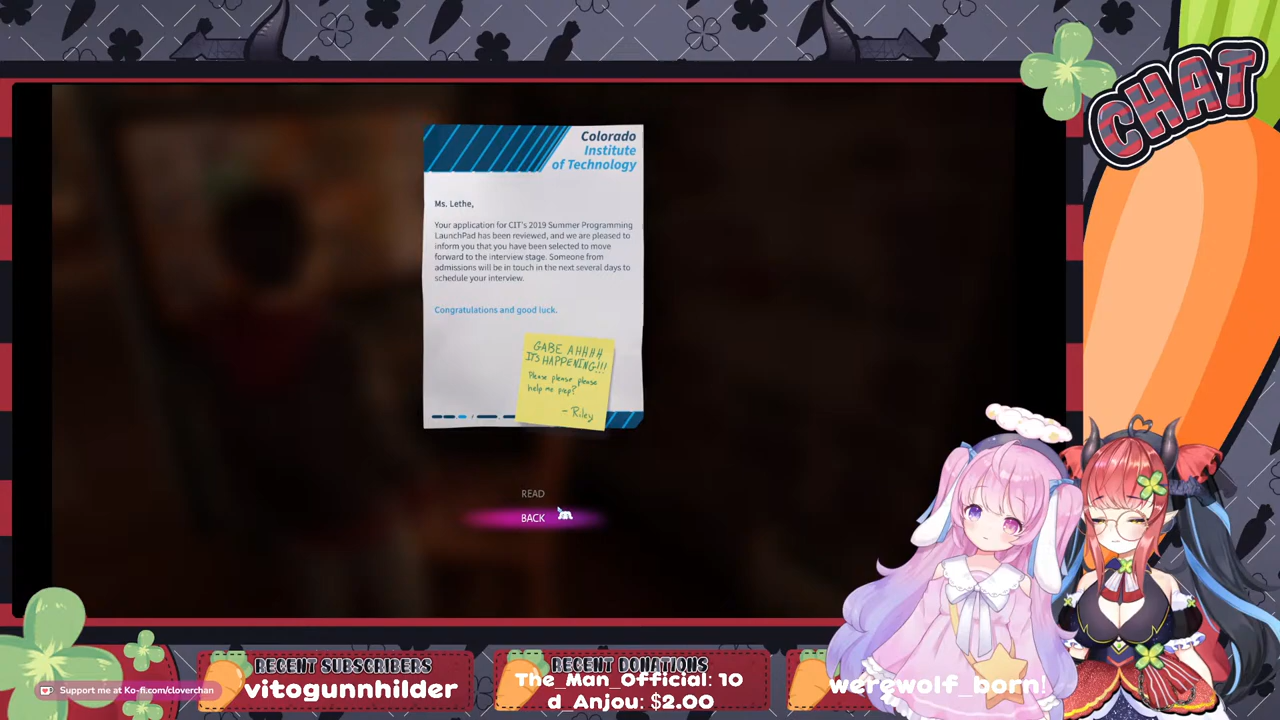 CHAT
Colorado
Institute
of Technology
Ms. Lethe,
Your application for CIT's 2019 Summer Programming
LaunchPad has been reviewed, and we are pleased to
inform you that you have been selected to move
forward to the interview stage. Someone from
admissions will be in touch in the next several days to
schedule your interview.
Congratulations and good luck.
GABE AHHHH
ITS HAPPENING!!!
Please please please
help me prep?
- Riley
READ
BACK
RECENT SUBSCRIBERS
vitogunnhilder
RECENT DONATIONS
The_Man_Official: 10
d_Anjou: $2.00
werewolf_born!
Support me at Ko-fi.com/cloverchan